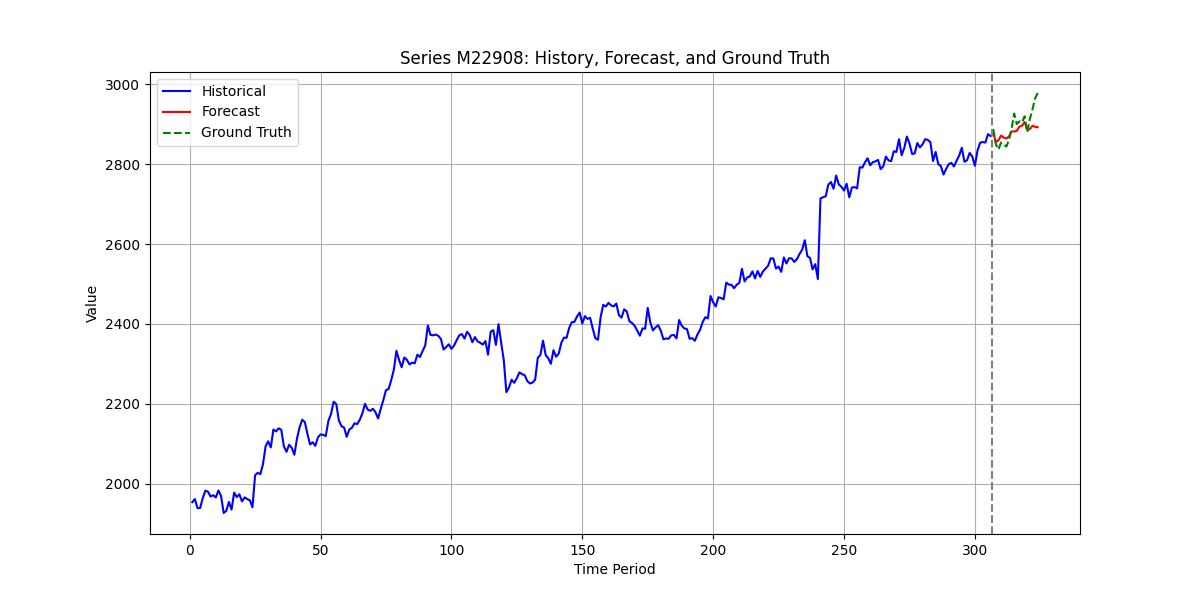 Series M22908: History, Forecast, and Ground Truth
Historical
Forecast
Ground Truth
3000
2800
2600
2400
2200
2000
Value
0 50 100 150 200 250 300
Time Period